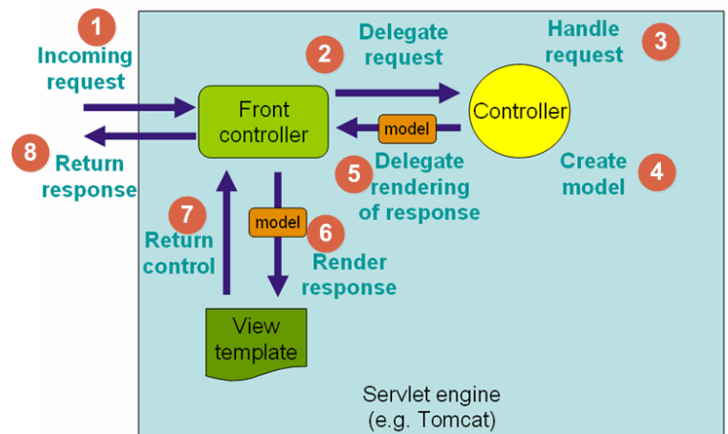 1
Incoming
request
2
Delegate
request
Handle
request
3
Front
controller
Controller
model
8
Return
response
5
Delegate
rendering
of response
Create
model
4
7
Return
control
model
6
Render
response
View
template
Servlet engine
(e.g. Tomcat)